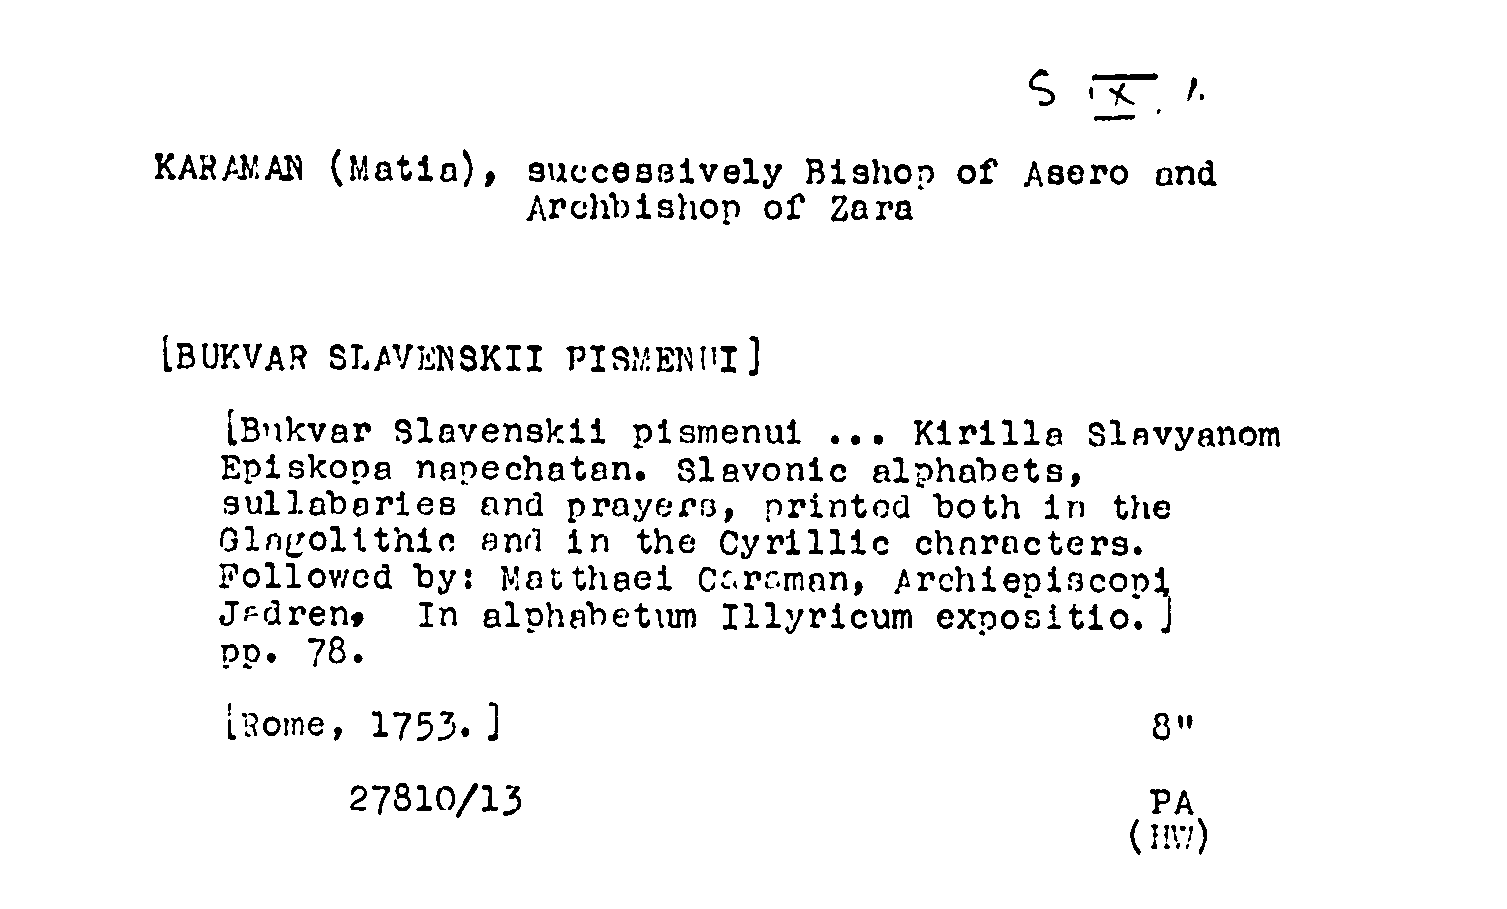 S IX. 1.
KARAMAN (Matia), successively Bishop of Asero and
Archbishop of Zara
[BUKVAR SLAVENSKII PISMENUI]
[Bukvar Slavenskii pismenui ... Kirilla Slavyanom
Episkopa napechatan. Slavonic alphabets,
sullabaries and prayers, printed both in the
Glagolithic and in the Cyrillic characters.
Followed by: Matthaei Caraman, Archiepiscopi
Jadren. In alphabetum Illyricum expositio.]
pp. 78.
[Rome, 1753.] 8"
27810/13 PA
(HW)